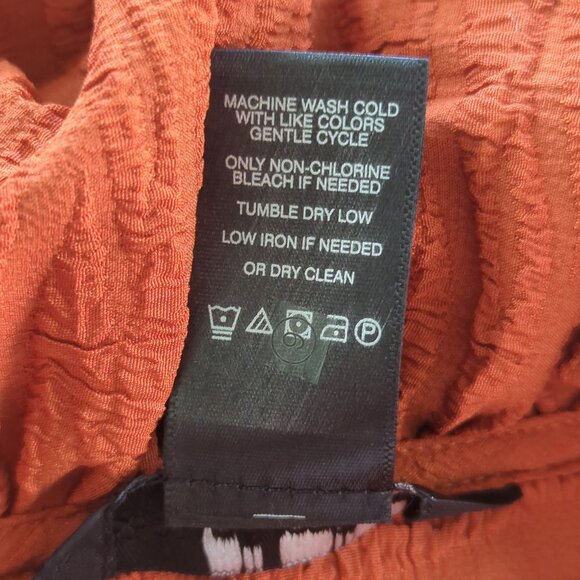 MACHINE WASH COLD
WITH LIKE COLORS
GENTLE CYCLE
ONLY NON-CHLORINE
BLEACH IF NEEDED
TUMBLE DRY LOW
LOW IRON IF NEEDED
OR DRY CLEAN
P